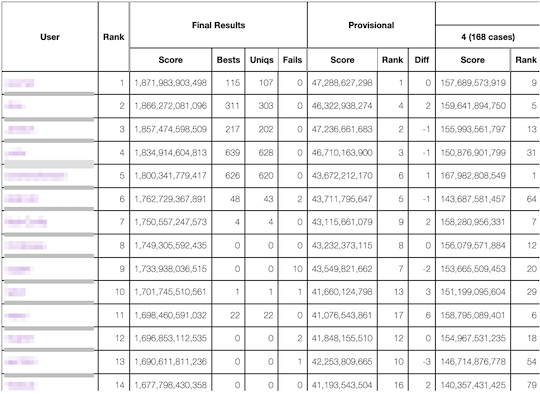 Final Results Provisional
User Rank 4 (168 cases)
Score Bests Uniqs Fails Score Rank Diff Score Rank
1 1,871,983,903,498 115 107 0 47,288,627,298 1 0 157,689,573,919 9
2 1,866,272,081,096 311 303 0 46,322,938,274 4 2 159,641,894,750 5
3 1,857,474,598,509 217 202 0 47,236,661,683 2 -1 155,993,561,797 13
4 1,834,914,604,813 639 628 0 46,710,163,900 3 -1 150,876,901,799 31
5 1,800,341,779,417 626 620 0 43,672,212,170 6 1 167,982,808,549 1
6 1,762,729,367,891 48 43 2 43,711,795,647 5 -1 143,687,581,457 64
7 1,750,557,247,573 4 4 0 43,115,661,079 9 2 158,280,956,331 7
8 1,749,305,592,435 0 0 0 43,232,373,115 8 0 156,079,571,884 12
9 1,733,938,036,515 0 0 10 43,549,821,662 7 -2 153,665,509,453 20
10 1,701,745,510,561 1 1 1 41,660,124,798 13 3 151,199,095,604 29
11 1,698,460,591,032 22 22 0 41,076,543,861 17 6 158,795,089,401 6
12 1,696,853,112,535 0 0 2 41,848,155,510 12 0 154,967,531,235 18
13 1,690,611,811,236 0 0 1 42,253,809,665 10 -3 146,714,876,778 54
14 1,677,798,430,358 0 0 0 41,193,543,504 16 2 140,357,431,425 79